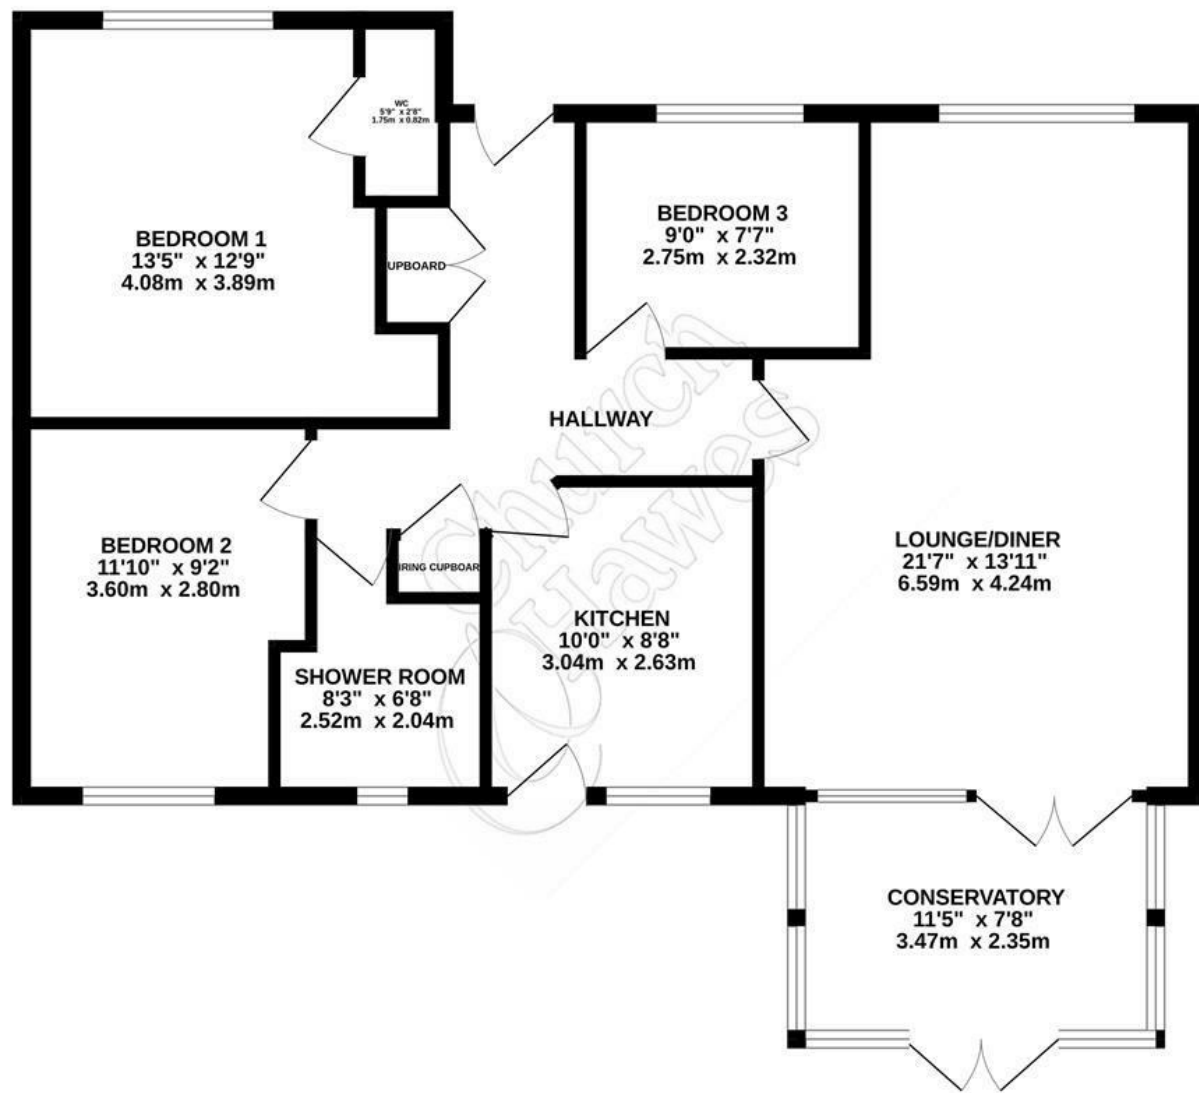 WC
5'9" x 2'8"
1.75m x 0.82m
BEDROOM 1
13'5" x 12'9"
4.08m x 3.89m
UPBOARD
BEDROOM 3
9'0" x 7'7"
2.75m x 2.32m
HALLWAY
BEDROOM 2
11'10" x 9'2"
3.60m x 2.80m
IRING CUPBOAR
LOUNGE/DINER
21'7" x 13'11"
6.59m x 4.24m
KITCHEN
10'0" x 8'8"
3.04m x 2.63m
SHOWER ROOM
8'3" x 6'8"
2.52m x 2.04m
CONSERVATORY
11'5" x 7'8"
3.47m x 2.35m
Church
& Hawes